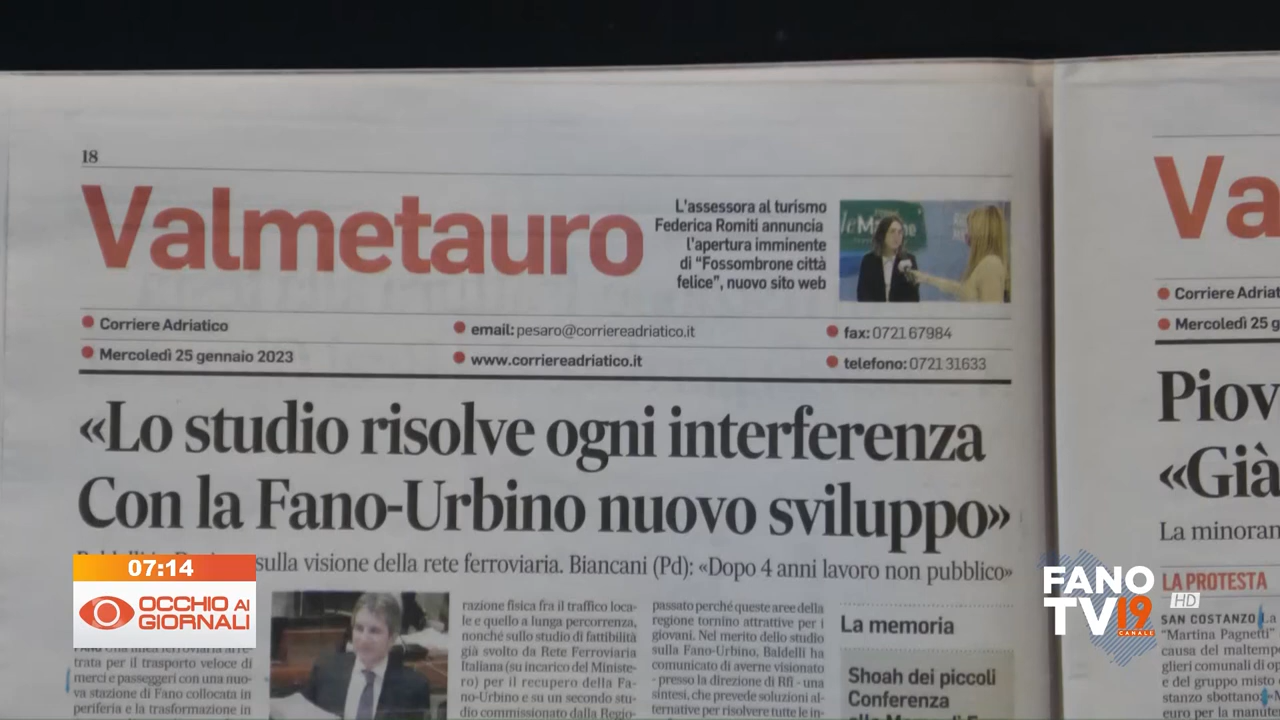 18
Valmetauro
L'assessora al turismo
Federica Romiti annuncia
l'apertura imminente
di “Fossombrone città
felice”, nuovo sito web
Corriere Adriatico
email: pesaro@corriereadriatico.it
fax: 0721 67984
Mercoledì 25 gennaio 2023
www.corriereadriatico.it
telefono: 0721 31633
«Lo studio risolve ogni interferenza
Con la Fano-Urbino nuovo sviluppo»
sulla visione della rete ferroviaria. Biancani (Pd): «Dopo 4 anni lavoro non pubblico»
trata per il trasporto veloce di
merci e passeggeri con una nuo-
va stazione di Fano collocata in
periferia e la trasformazione in
razione fisica fra il traffico loca-
le e quello a lunga percorrenza,
nonché sullo studio di fattibilità
già svolto da Rete Ferroviaria
Italiana (su incarico del Ministe-
ro) per il recupero della Fa-
no-Urbino e su un secondo stu-
dio commissionato dalla Regio-
passato perché queste aree della
regione tornino attrattive per i
giovani. Nel merito dello studio
sulla Fano-Urbino, Baldelli ha
comunicato di averne visionato
- presso la direzione di Rfi - una
sintesi, che prevede soluzioni al-
ternative per risolvere tutte le in-
La memoria
Shoah dei piccoli
Conferenza
Va
Corriere Adriat
Mercoledì 25 g
Piov
«Già
La minoran
LA PROTESTA
SAN COSTANZO La
“Martina Pagnetti”
causa del maltemp
glieri comunali di op
e del gruppo misto
stanzo sbottano:
euro per la manute
07:14
OCCHIO AI
GIORNALI
FANO
TV19
CANALE
HD